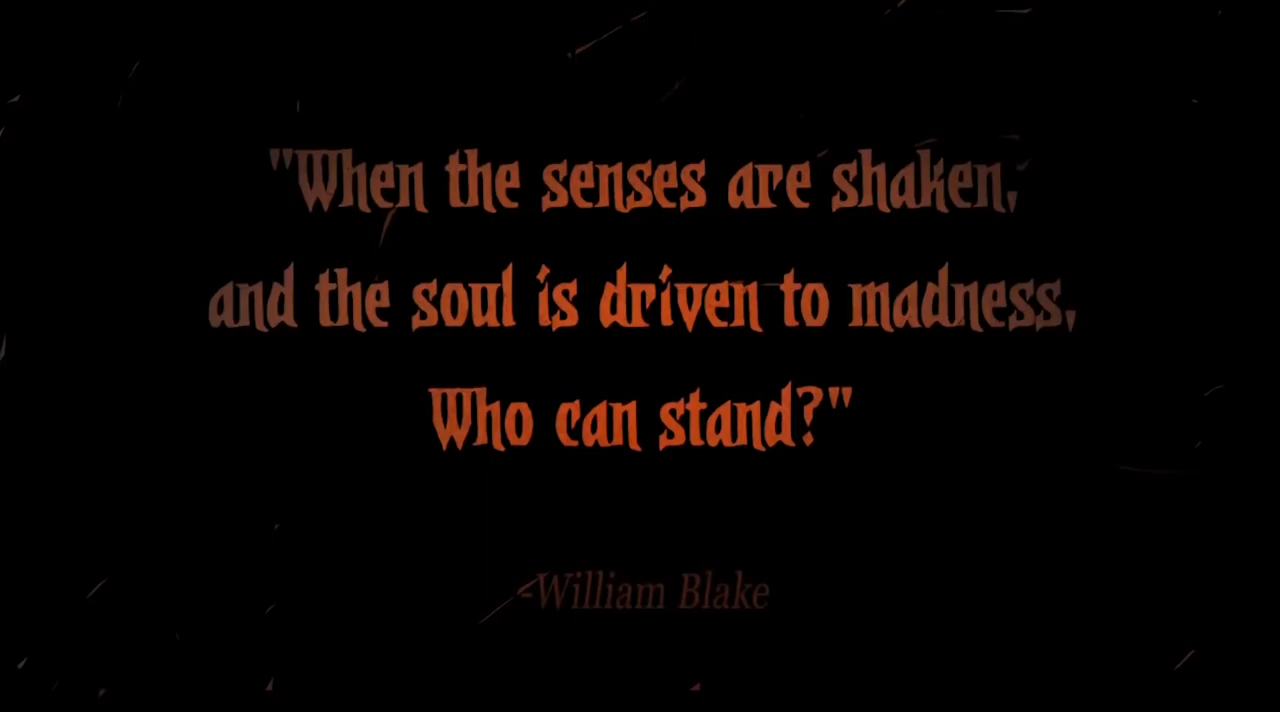 "When the senses are shaken,
and the soul is driven to madness,
Who can stand?"
-William Blake